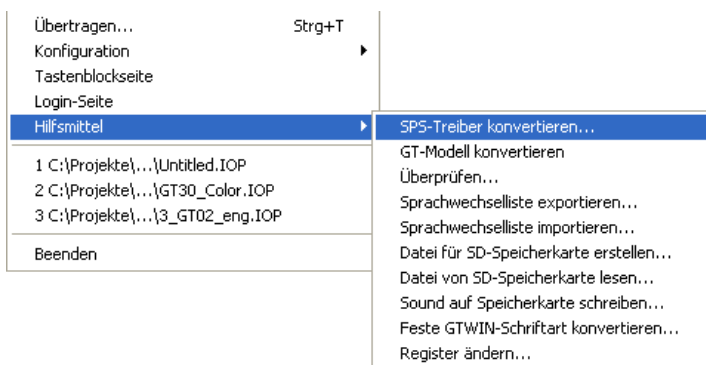 Übertragen... Strg+T
Konfiguration
Tastenblockseite
Login-Seite
Hilfsmittel
1 C:\Projekte\...\Untitled.IOP
2 C:\Projekte\...\GT30_Color.IOP
3 C:\Projekte\...\3_GT02_eng.IOP
Beenden
SPS-Treiber konvertieren...
GT-Modell konvertieren
Überprüfen...
Sprachwechselliste exportieren...
Sprachwechselliste importieren...
Datei für SD-Speicherkarte erstellen...
Datei von SD-Speicherkarte lesen...
Sound auf Speicherkarte schreiben...
Feste GTWIN-Schriftart konvertieren...
Register ändern...